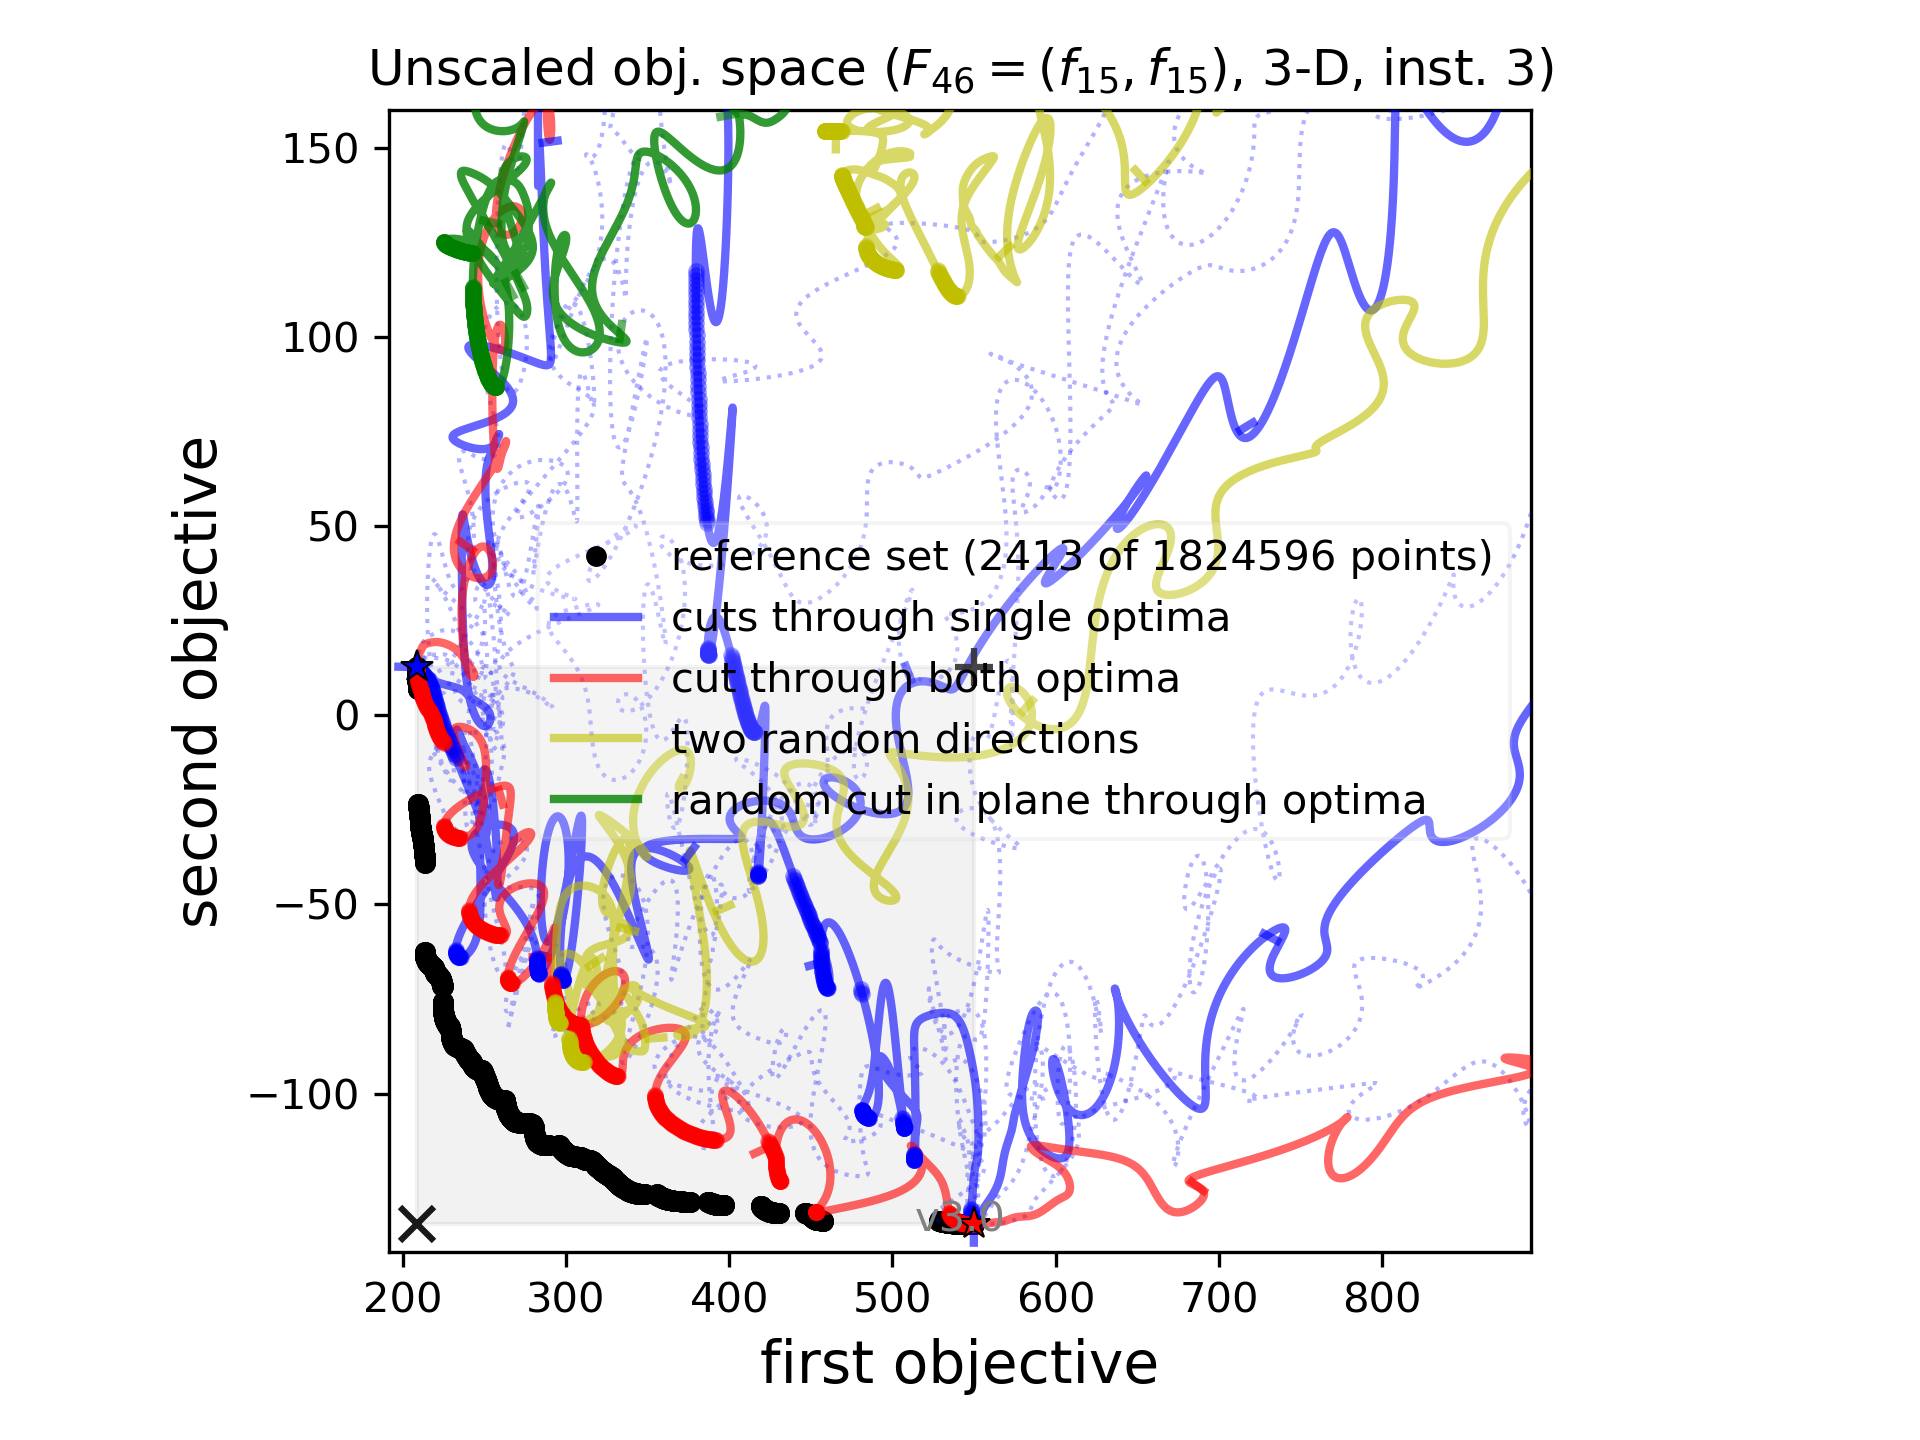 Unscaled obj. space (F46 = (f15, f15), 3-D, inst. 3)
150
100
50
0
−50
−100
second objective
reference set (2413 of 1824596 points)
cuts through single optima
cut through both optima
two random directions
random cut in plane through optima
v3.0
200 300 400 500 600 700 800
first objective